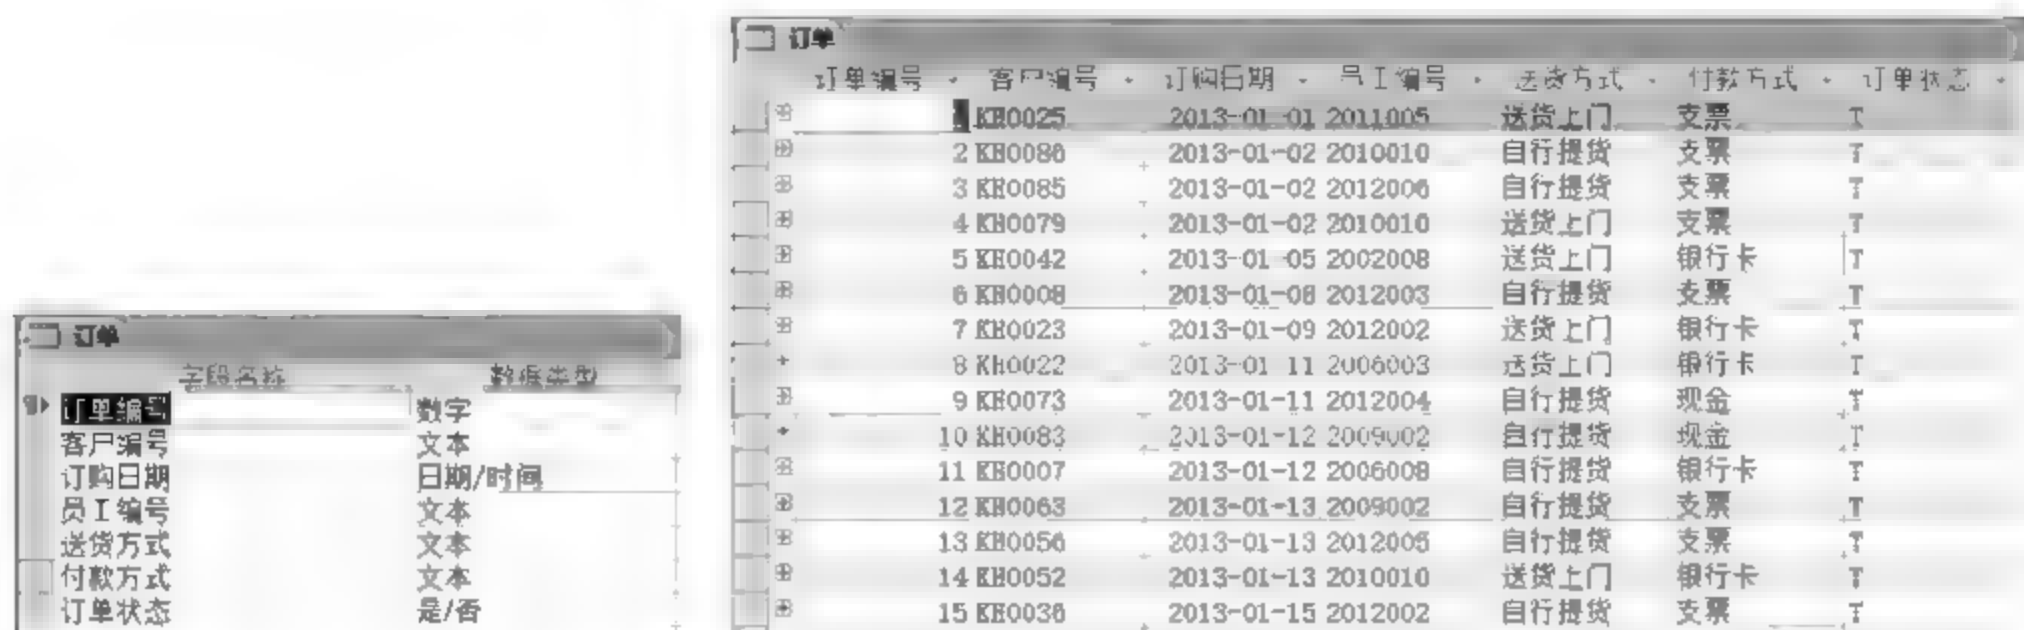 订单
字段名称 数据类型
订单编号 数字
客户编号 文本
订购日期 日期/时间
员工编号 文本
送货方式 文本
付款方式 文本
订单状态 是/否
订单
订单编号 客户编号 订购日期 员工编号 送货方式 付款方式 订单状态
KH0025 2013-01-01 2011005 送货上门 支票 T
2 KH0086 2013-01-02 2010010 自行提货 支票 T
3 KH0085 2013-01-02 2012006 自行提货 支票 T
4 KH0079 2013-01-02 2010010 送货上门 支票 T
5 KH0042 2013-01-05 2002008 送货上门 银行卡 T
6 KH0008 2013-01-08 2012003 自行提货 支票 T
7 KH0023 2013-01-09 2012002 送货上门 银行卡 T
8 KH0022 2013-01-11 2006003 送货上门 银行卡 T
9 KH0073 2013-01-11 2012004 自行提货 现金 T
10 KH0083 2013-01-12 2009002 自行提货 现金 T
11 KH0007 2013-01-12 2006008 自行提货 银行卡 T
12 KH0063 2013-01-13 2009002 自行提货 支票 T
13 KH0056 2013-01-13 2012005 自行提货 支票 T
14 KH0052 2013-01-13 2010010 送货上门 银行卡 T
15 KH0036 2013-01-15 2012002 自行提货 支票 T